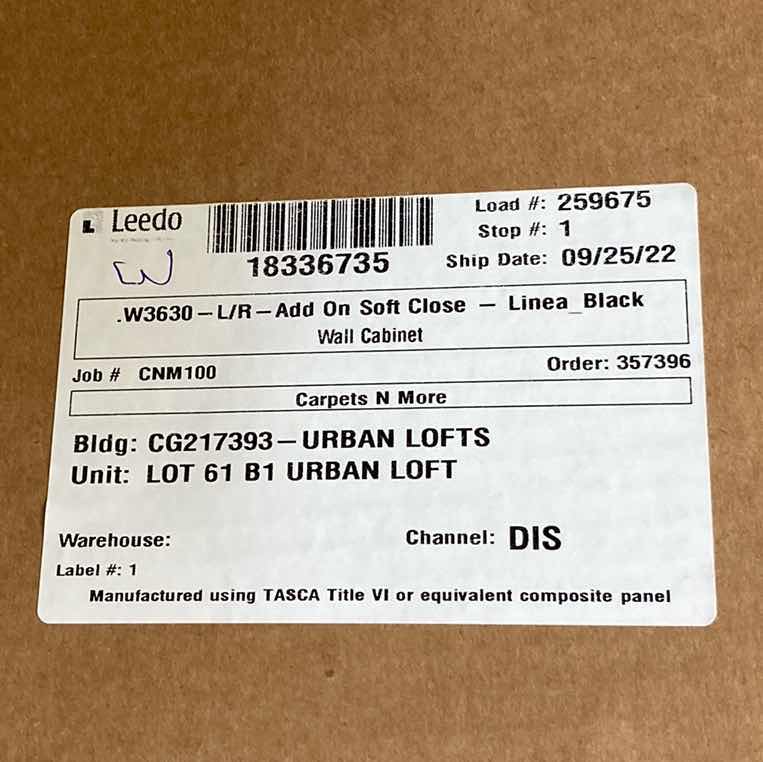 Leedo
18336735
Load #: 259675
Stop #: 1
Ship Date: 09/25/22
.W3630 – L/R – Add On Soft Close – Linea_Black
Wall Cabinet
Job # CNM100
Order: 357396
Carpets N More
Bldg: CG217393 – URBAN LOFTS
Unit: LOT 61 B1 URBAN LOFT
Warehouse:
Channel: DIS
Label #: 1
Manufactured using TASCA Title VI or equivalent composite panel